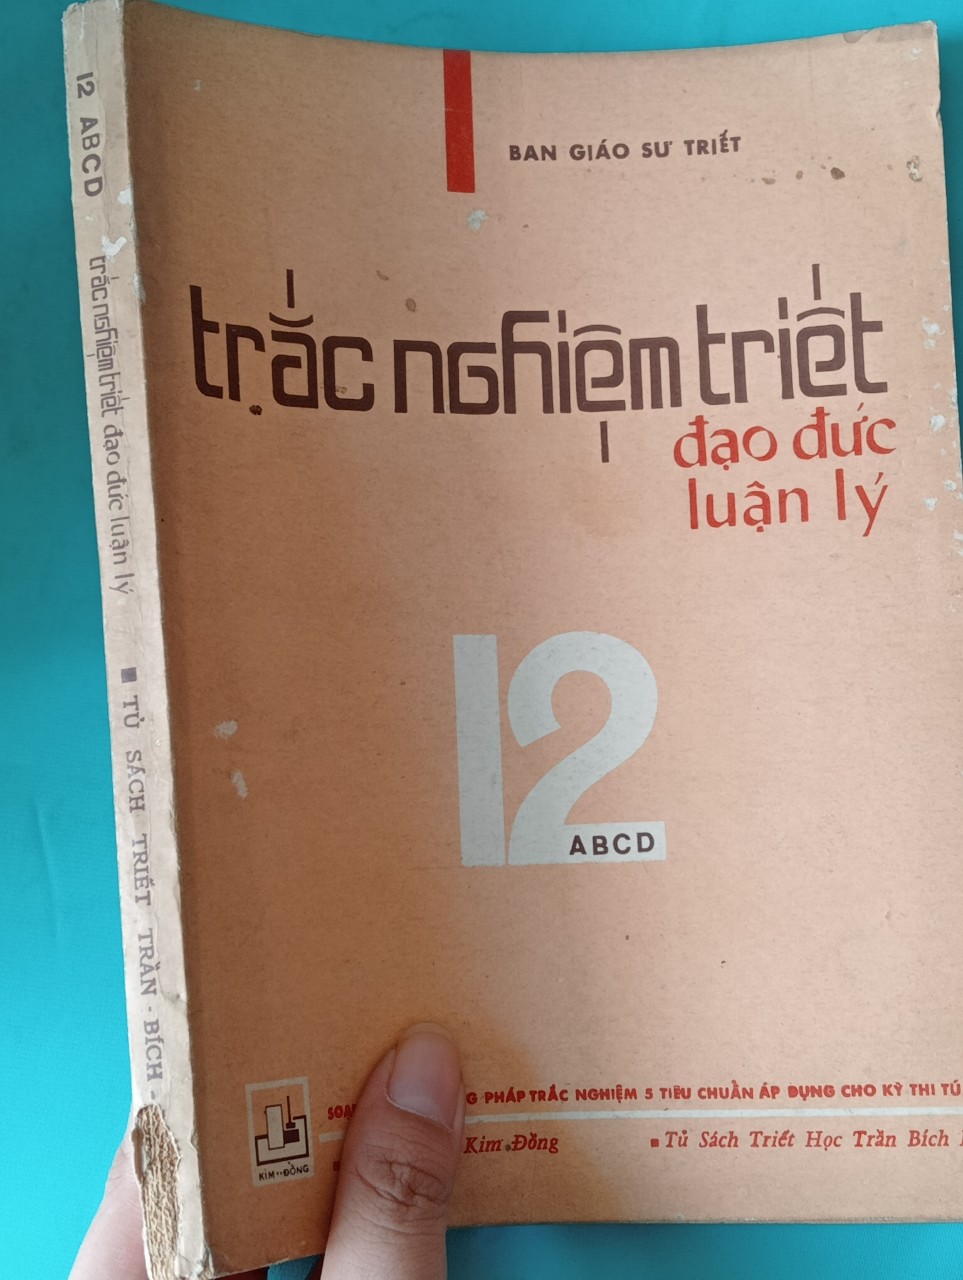 12 ABCD trắc nghiệm triết đạo đức luận lý ▪ TỦ SÁCH TRIẾT TRẦN - BÍCH -
BAN GIÁO SƯ TRIẾT
trắc nghiệm triết
đạo đức
luận lý
12
ABCD
PHÁP TRẮC NGHIỆM 5 TIÊU CHUẨN ÁP DỤNG CHO KỲ THI TÚ
Kim Đồng ▪ Tủ Sách Triết Học Trần Bích
KIM ĐỒNG